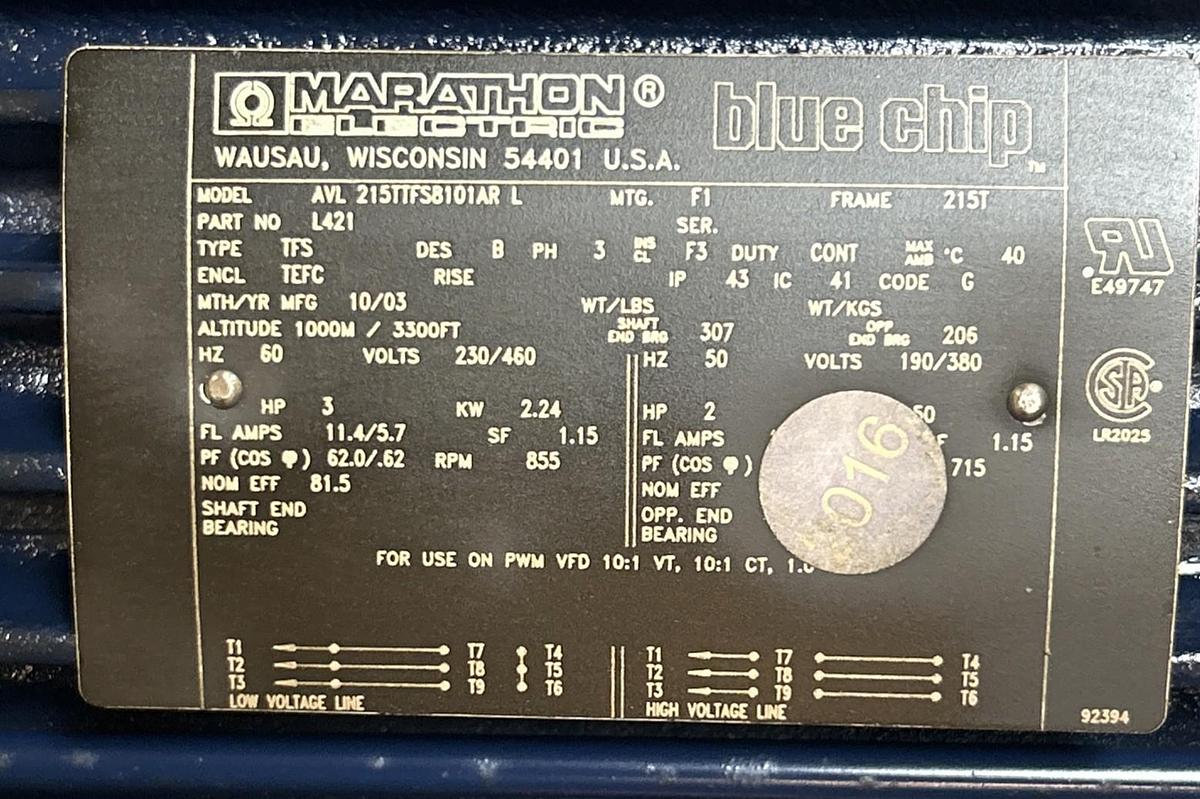 MARATHON ® blue chip
ELECTRIC
WAUSAU, WISCONSIN 54401 U.S.A. TM
MODEL AVL 215TTFS8101AR L MTG. F1 FRAME 215T
PART NO L421 SER.
TYPE TFS DES B PH 3 INS CL F3 DUTY CONT MAX AMB °C 40
ENCL TEFC RISE IP 43 IC 41 CODE G
MTH/YR MFG 10/03 WT/LBS WT/KGS
ALTITUDE 1000M / 3300FT SHAFT END BRG 307 OPP END BRG 206
HZ 60 VOLTS 230/460 HZ 50 VOLTS 190/380
HP 3 KW 2.24 HP 2
FL AMPS 11.4/5.7 SF 1.15 FL AMPS 1.15
PF (COS φ) 62.0/.62 RPM 855 PF (COS φ) 715
NOM EFF 81.5 NOM EFF
SHAFT END OPP. END
BEARING BEARING
FOR USE ON PWM VFD 10:1 VT, 10:1 CT,
T1 T7 T4 T1 T7 T4
T2 T8 T5 T2 T8 T5
T3 T9 T6 T3 T9 T6
LOW VOLTAGE LINE HIGH VOLTAGE LINE
RU
E49747
SA
LR2025
92394
016